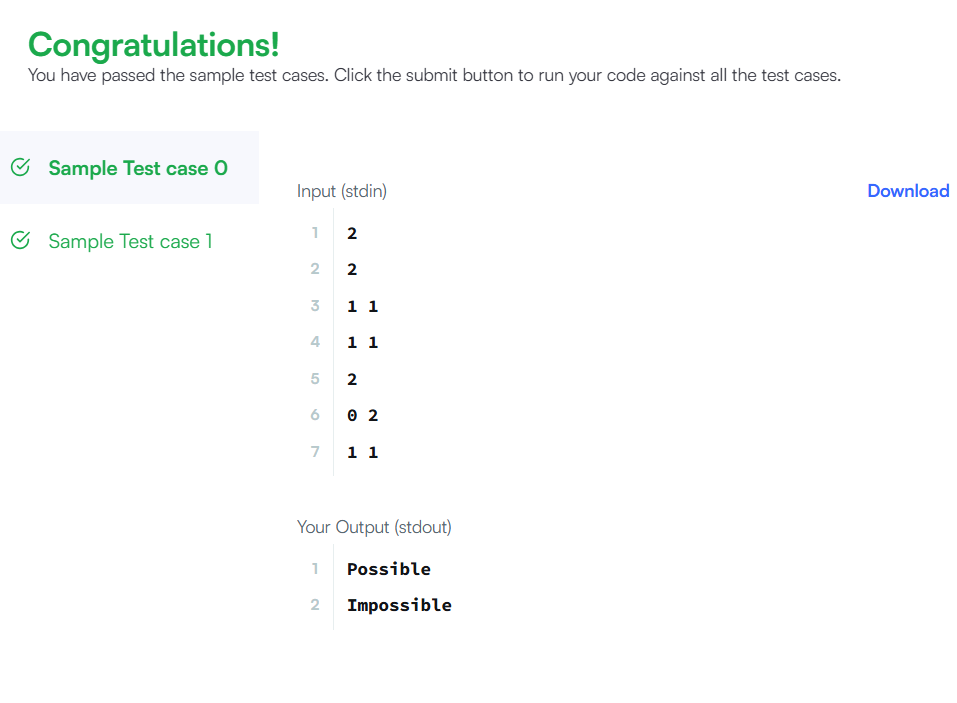 Congratulations!
You have passed the sample test cases. Click the submit button to run your code against all the test cases.
Sample Test case 0
Sample Test case 1
Input (stdin)
Download
1 2
2 2
3 1 1
4 1 1
5 2
6 0 2
7 1 1
Your Output (stdout)
1 Possible
2 Impossible